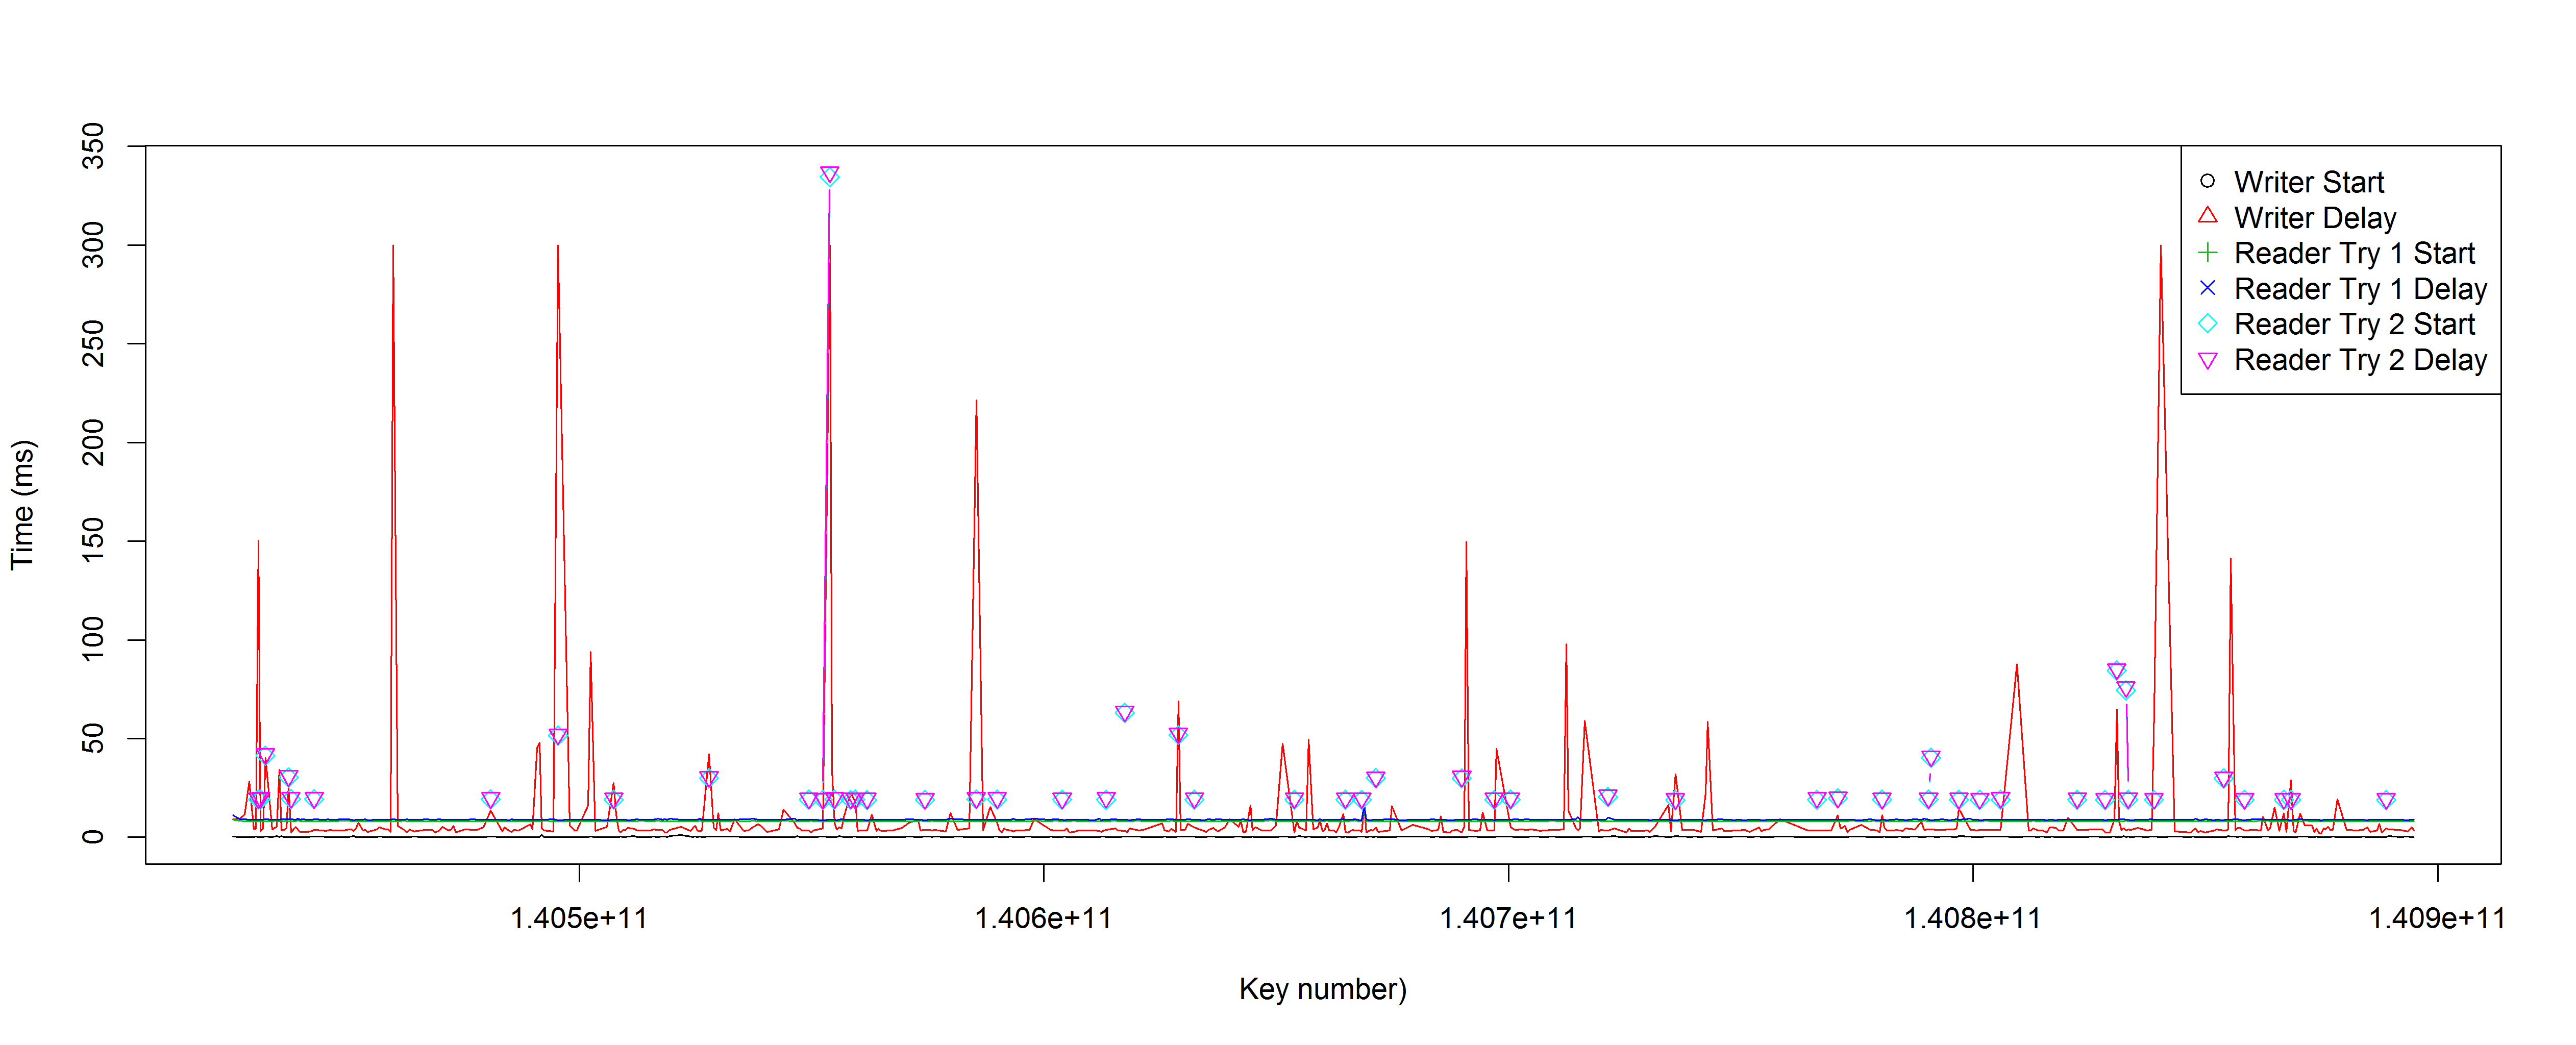 Time (ms)
350
300
250
200
150
100
50
0
Writer Start
Writer Delay
Reader Try 1 Start
Reader Try 1 Delay
Reader Try 2 Start
Reader Try 2 Delay
1.405e+11 1.406e+11 1.407e+11 1.408e+11 1.409e+11
Key number)